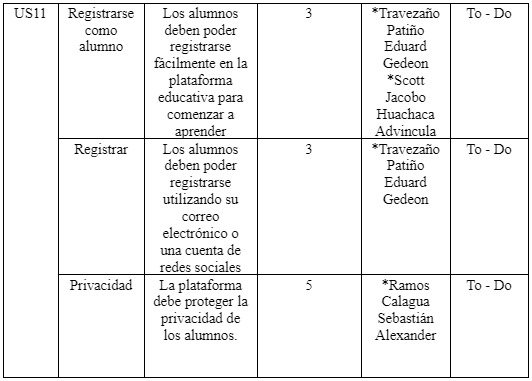 US11
Registrarse
como
alumno
Los alumnos
deben poder
registrarse
fácilmente en la
plataforma
educativa para
comenzar a
aprender
3
*Travezaño
Patiño
Eduard
Gedeon
*Scott
Jacobo
Huachaca
Advincula
To - Do
Registrar
Los alumnos
deben poder
registrarse
utilizando su
correo
electrónico o
una cuenta de
redes sociales
3
*Travezaño
Patiño
Eduard
Gedeon
To - Do
Privacidad
La plataforma
debe proteger la
privacidad de
los alumnos.
5
*Ramos
Calagua
Sebastián
Alexander
To - Do